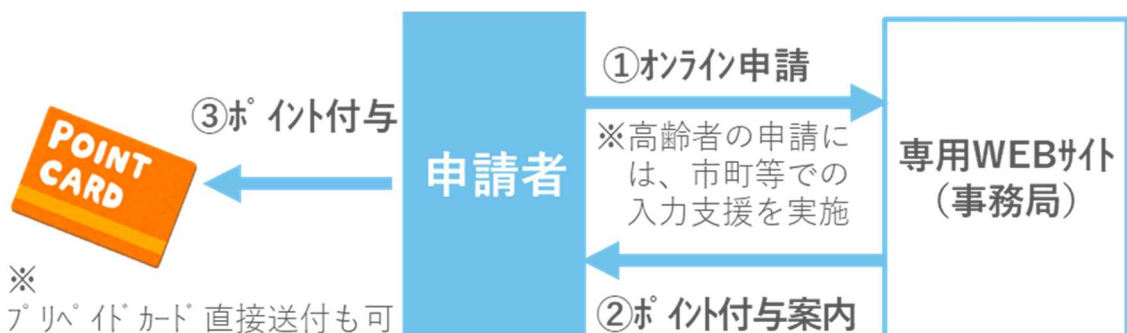 ①ｵﾝﾗｲﾝ申請
③ﾎﾟｲﾝﾄ付与
POINT
CARD
申請者
※高齢者の申請に
は、市町等での
入力支援を実施
専用WEBｻｲﾄ
（事務局）
※
ﾌﾟﾘﾍﾟｲﾄﾞｶｰﾄﾞ直接送付も可
②ﾎﾟｲﾝﾄ付与案内